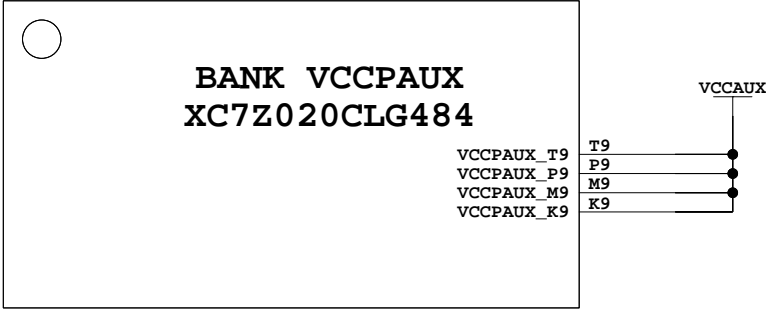 BANK VCCPAUX
XC7Z020CLG484
VCCAUX
VCCPAUX_T9 T9
VCCPAUX_P9 P9
VCCPAUX_M9 M9
VCCPAUX_K9 K9